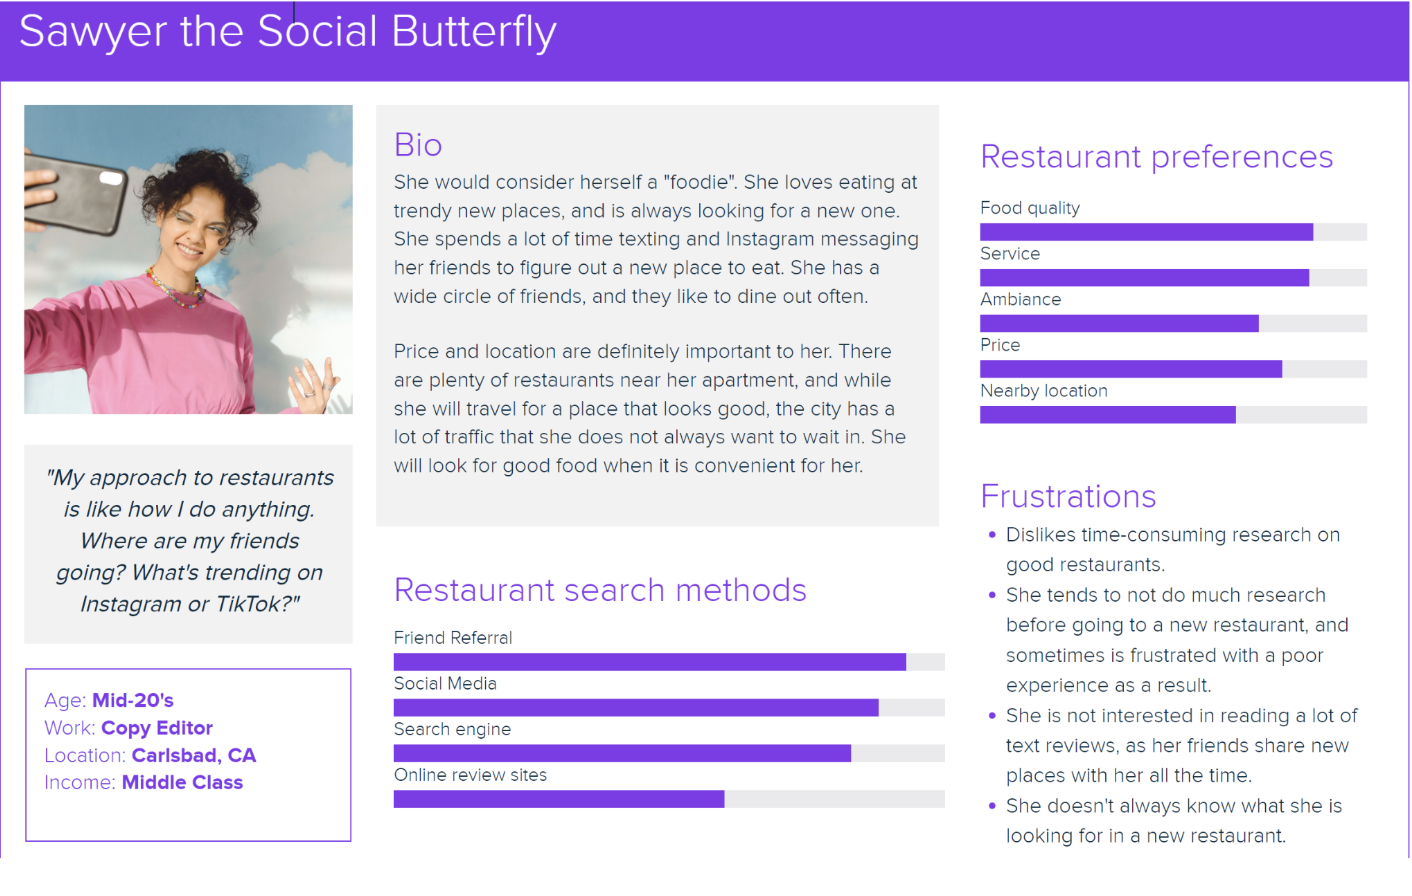 Sawyer the Social Butterfly
"My approach to restaurants
is like how I do anything.
Where are my friends
going? What's trending on
Instagram or TikTok?"
Age: Mid-20's
Work: Copy Editor
Location: Carlsbad, CA
Income: Middle Class
Bio
She would consider herself a "foodie". She loves eating at
trendy new places, and is always looking for a new one.
She spends a lot of time texting and Instagram messaging
her friends to figure out a new place to eat. She has a
wide circle of friends, and they like to dine out often.
Price and location are definitely important to her. There
are plenty of restaurants near her apartment, and while
she will travel for a place that looks good, the city has a
lot of traffic that she does not always want to wait in. She
will look for good food when it is convenient for her.
Restaurant search methods
Friend Referral
Social Media
Search engine
Online review sites
Restaurant preferences
Food quality
Service
Ambiance
Price
Nearby location
Frustrations
• Dislikes time-consuming research on
good restaurants.
• She tends to not do much research
before going to a new restaurant, and
sometimes is frustrated with a poor
experience as a result.
• She is not interested in reading a lot of
text reviews, as her friends share new
places with her all the time.
• She doesn't always know what she is
looking for in a new restaurant.